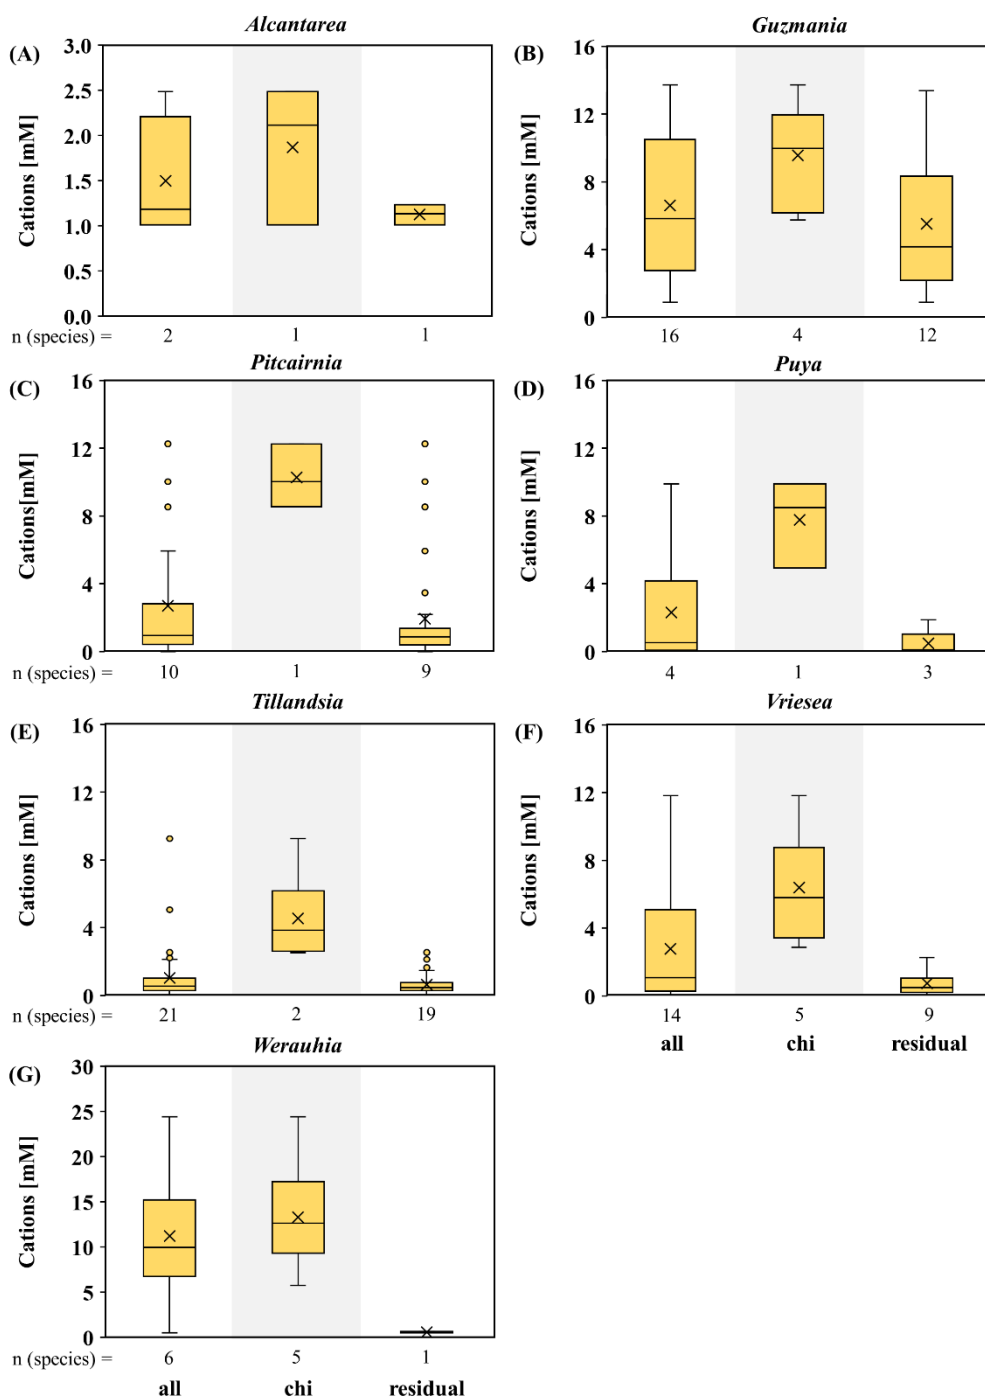 Alcantarea
(A)
3.0
2.5
2.0
1.5
1.0
0.5
0.0
Cations [mM]
n (species) = 2 1 1
Guzmania
(B)
16
12
8
4
0
Cations [mM]
16 4 12
Pitcairnia
(C)
16
12
8
4
0
Cations[mM]
n (species) = 10 1 9
Puya
(D)
16
12
8
4
0
Cations [mM]
4 1 3
Tillandsia
(E)
16
12
8
4
0
Cations [mM]
n (species) = 21 2 19
Vriesea
(F)
16
12
8
4
0
Cations [mM]
14 5 9
all chi residual
Werauhia
(G)
30
25
20
15
10
5
0
Cations [mM]
n (species) = 6 5 1
all chi residual